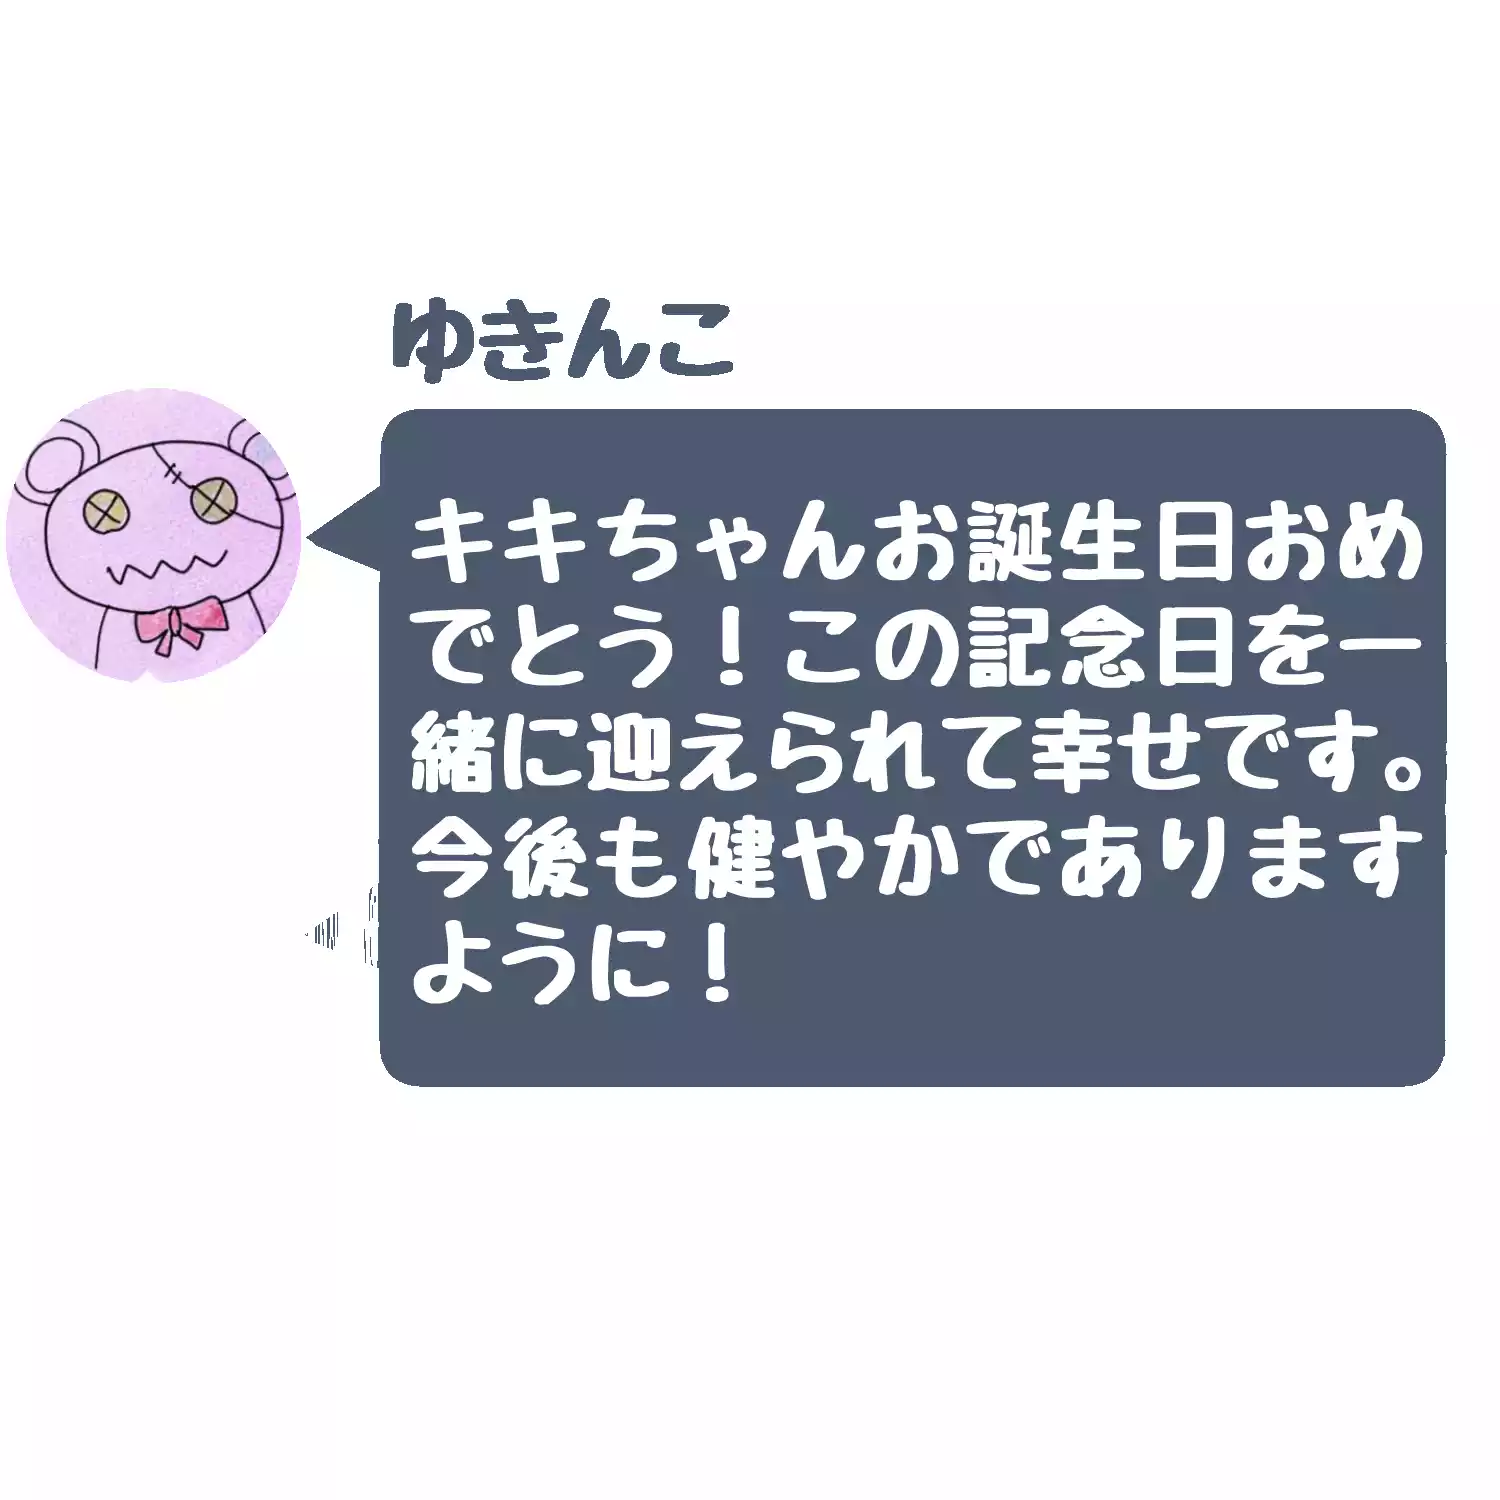 ゆきんこ
キキちゃんお誕生日おめ
でとう！この記念日を一
緒に迎えられて幸せです。
今後も健やかであります
ように！